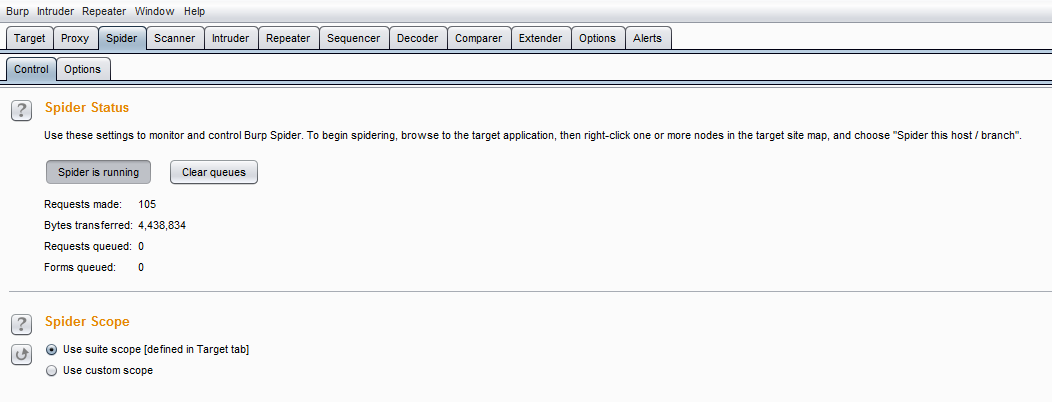 Burp Intruder Repeater Window Help
Target Proxy Spider Scanner Intruder Repeater Sequencer Decoder Comparer Extender Options Alerts
Control Options
? Spider Status
Use these settings to monitor and control Burp Spider. To begin spidering, browse to the target application, then right-click one or more nodes in the target site map, and choose "Spider this host / branch".
Spider is running Clear queues
Requests made: 105
Bytes transferred: 4,438,834
Requests queued: 0
Forms queued: 0
? Spider Scope
Use suite scope [defined in Target tab]
Use custom scope